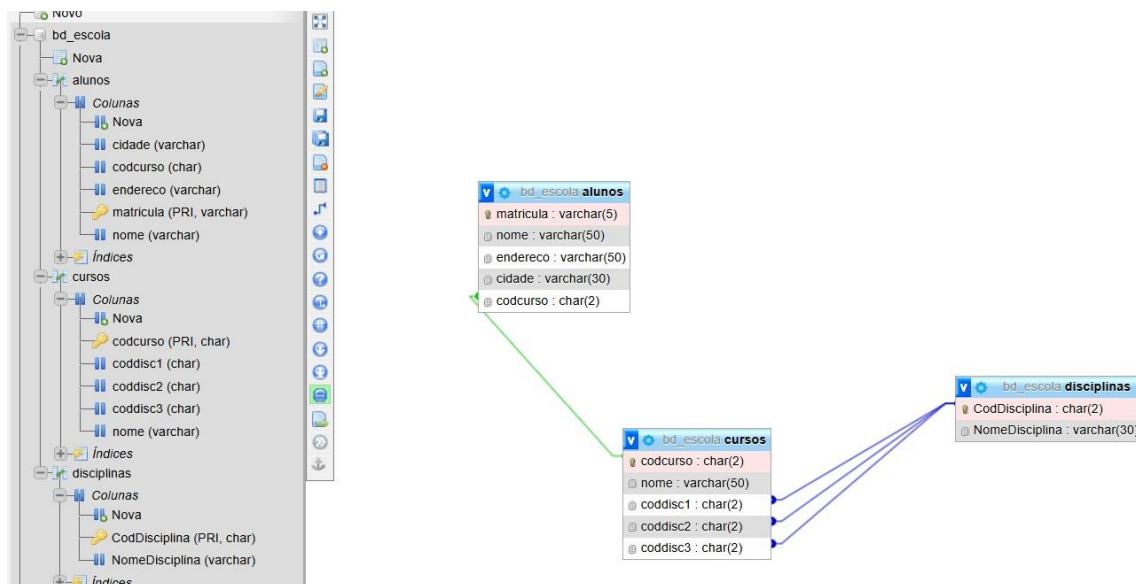 Novo
bd_escola
Nova
alunos
Colunas
Nova
cidade (varchar)
codcurso (char)
endereco (varchar)
matricula (PRI, varchar)
nome (varchar)
Índices
cursos
Colunas
Nova
codcurso (PRI, char)
coddisc1 (char)
coddisc2 (char)
coddisc3 (char)
nome (varchar)
Índices
disciplinas
Colunas
Nova
CodDisciplina (PRI, char)
NomeDisciplina (varchar)
Índices
v bd_escola alunos
matricula : varchar(5)
nome : varchar(50)
endereco : varchar(50)
cidade : varchar(30)
codcurso : char(2)
v bd_escola cursos
codcurso : char(2)
nome : varchar(50)
coddisc1 : char(2)
coddisc2 : char(2)
coddisc3 : char(2)
v bd_escola disciplinas
CodDisciplina : char(2)
NomeDisciplina : varchar(30)